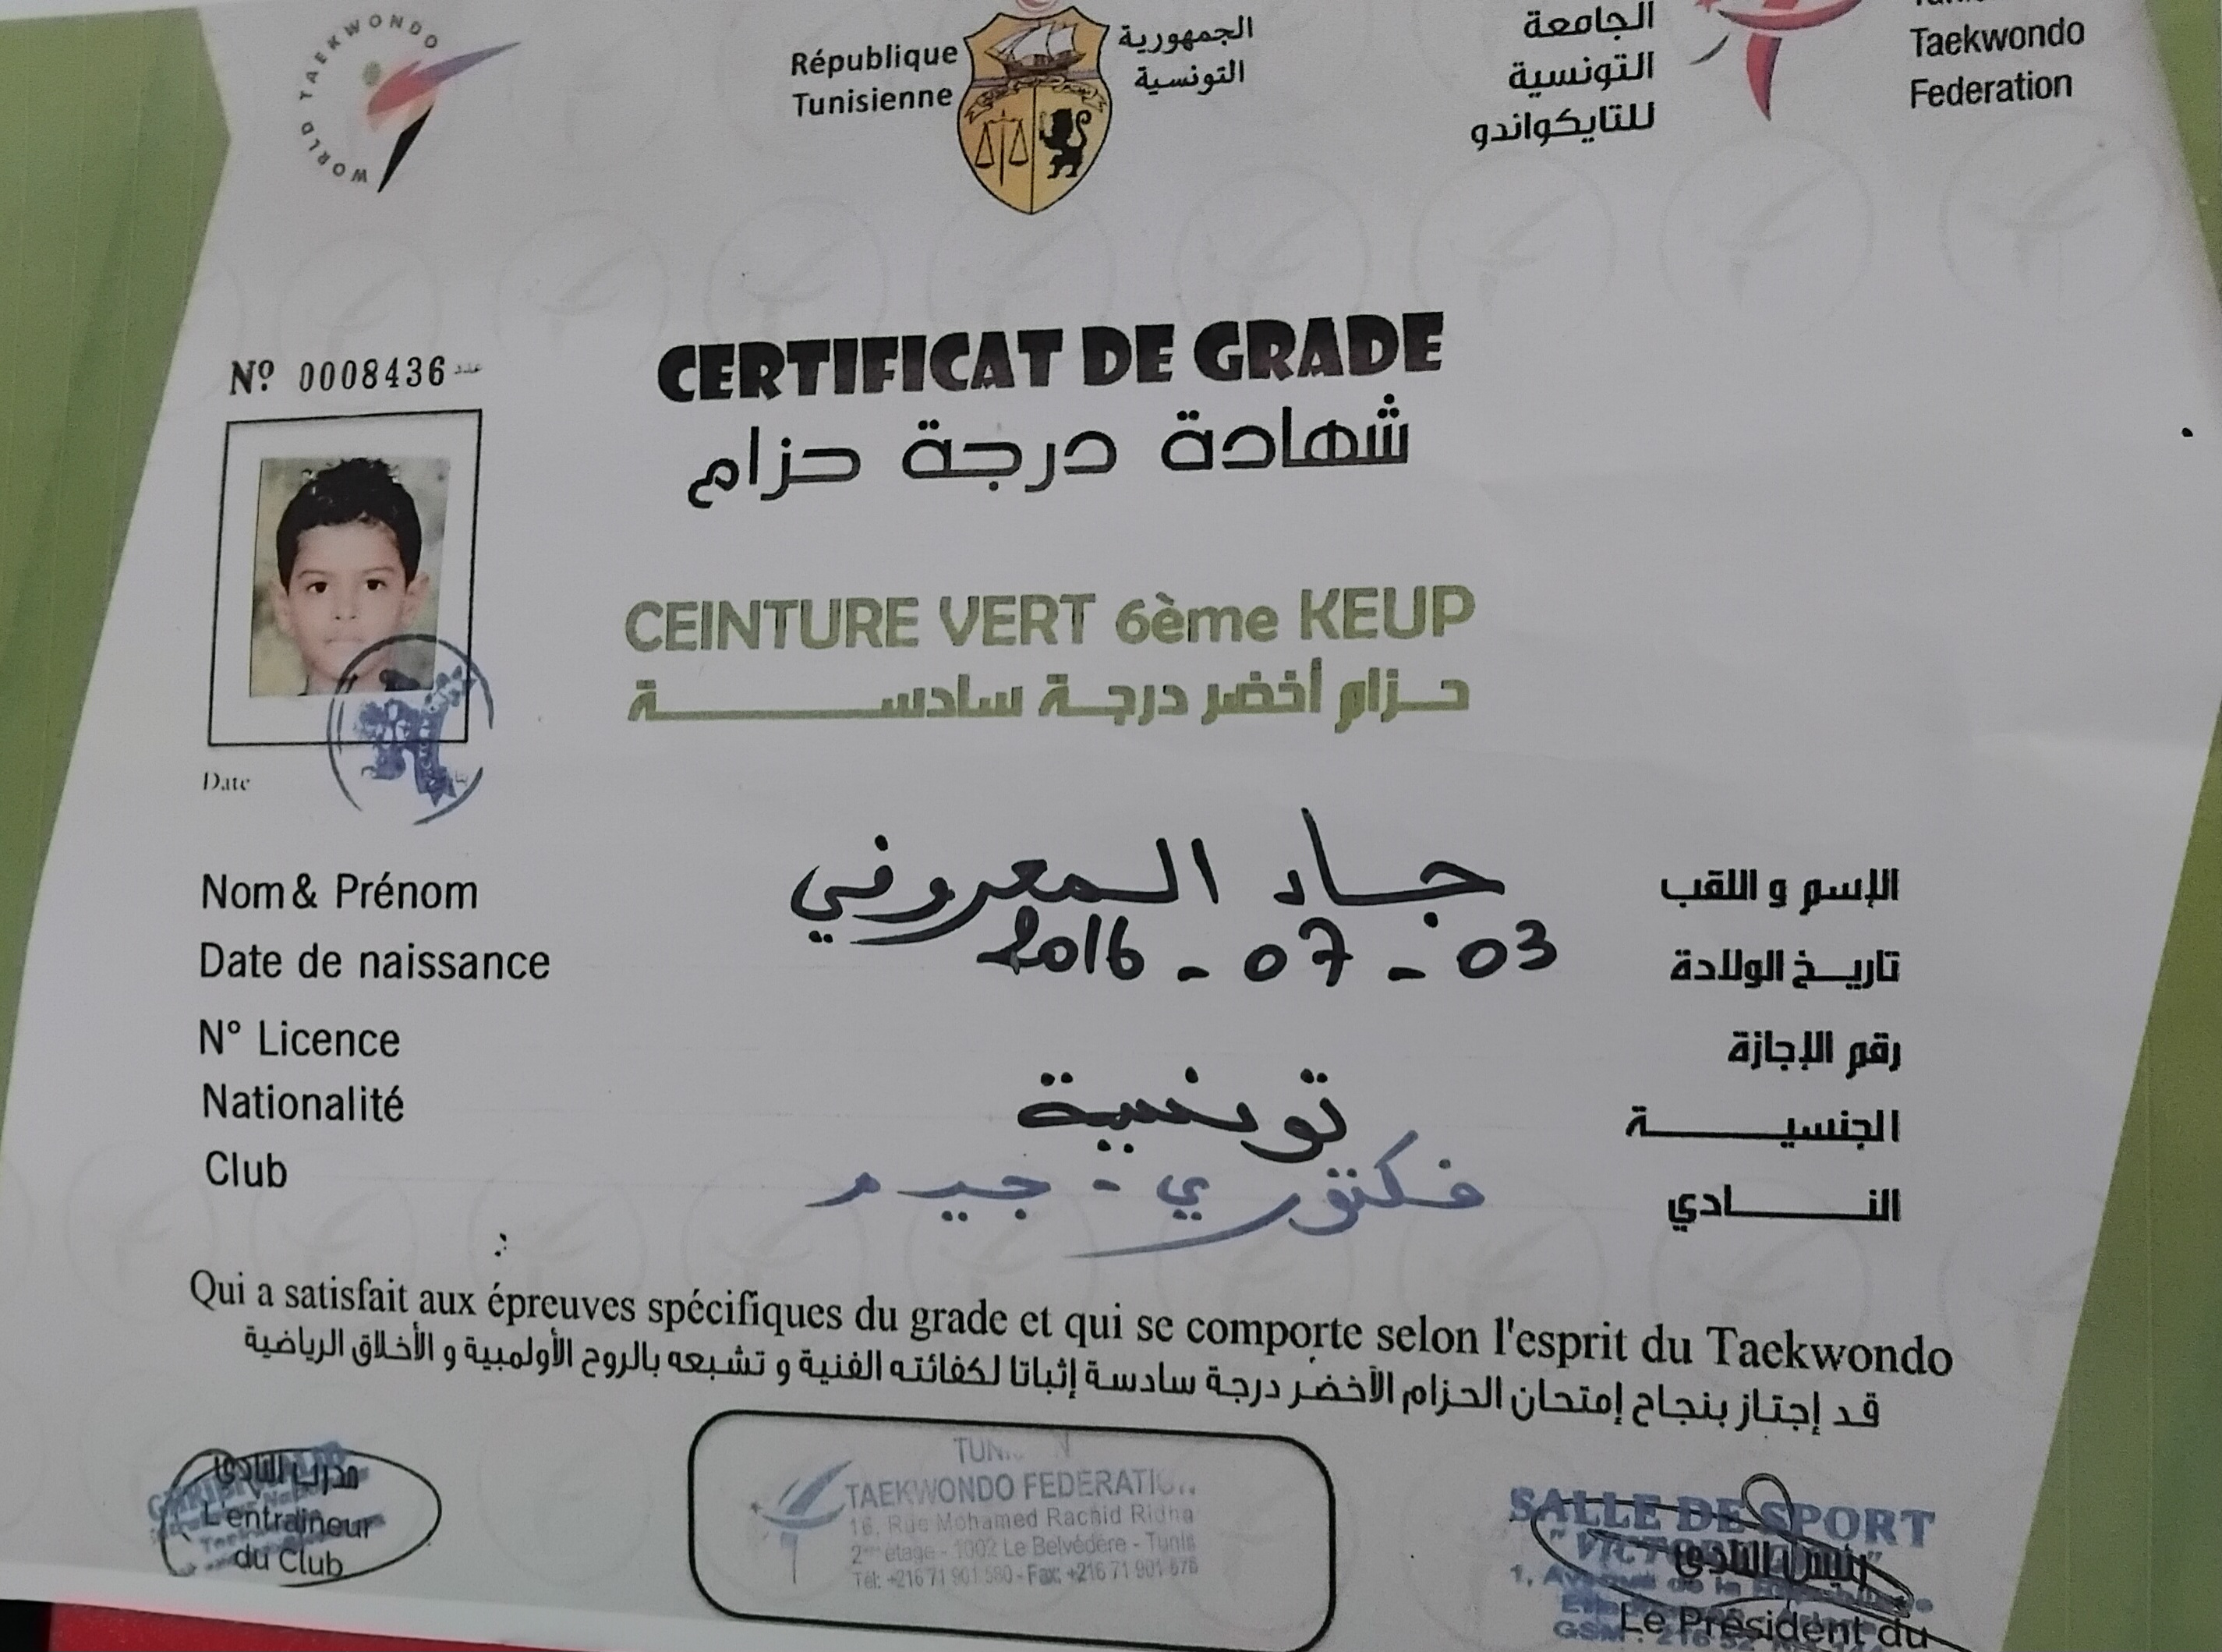 WORLD TAEKWONDO
République
Tunisienne
الجمهورية
التونسية
الجامعة
التونسية
للتايكواندو
Taekwondo
Federation
Nº 0008436
CERTIFICAT DE GRADE
شهادة درجة حزام
CEINTURE VERT 6ème KEUP
حزام أخضر درجة سادسة
Date
Nom & Prénom جاد المعروفي الإسم و اللقب
Date de naissance 2016 - 07 - 03 تاريخ الولادة
N° Licence رقم الإجازة
Nationalité تونسية الجنسية
Club فكتوري - جيم النادي
Qui a satisfait aux épreuves spécifiques du grade et qui se comporte selon l'esprit du Taekwondo
قد إجتاز بنجاح إمتحان الحزام الأخضر درجة سادسة إثباتا لكفائته الفنية و تشبعه بالروح الأولمبية و الأخلاق الرياضية
مدرب النادي
L'entraineur
du Club
TAEKWONDO FEDERATION
16, Rue Mohamed Rachid Ridha
2ème étage - 1002 Le Belvédère - Tunis
Tél: +216 71 901 580 - Fax: +216 71 901 576
SALLE DE SPORT
رئيس النادي
Le Président du